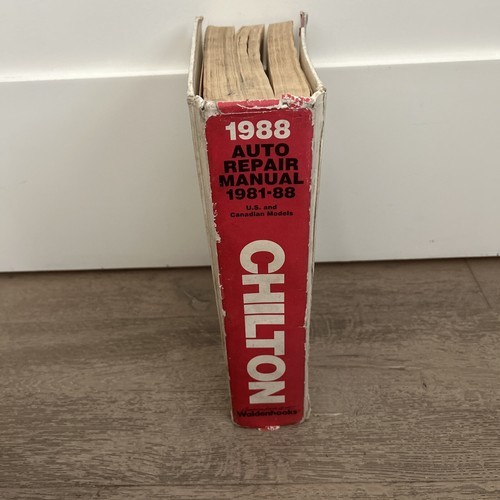 1988
AUTO
REPAIR
MANUAL
1981-88
U.S. and
Canadian Models
CHILTON
Waldenbooks